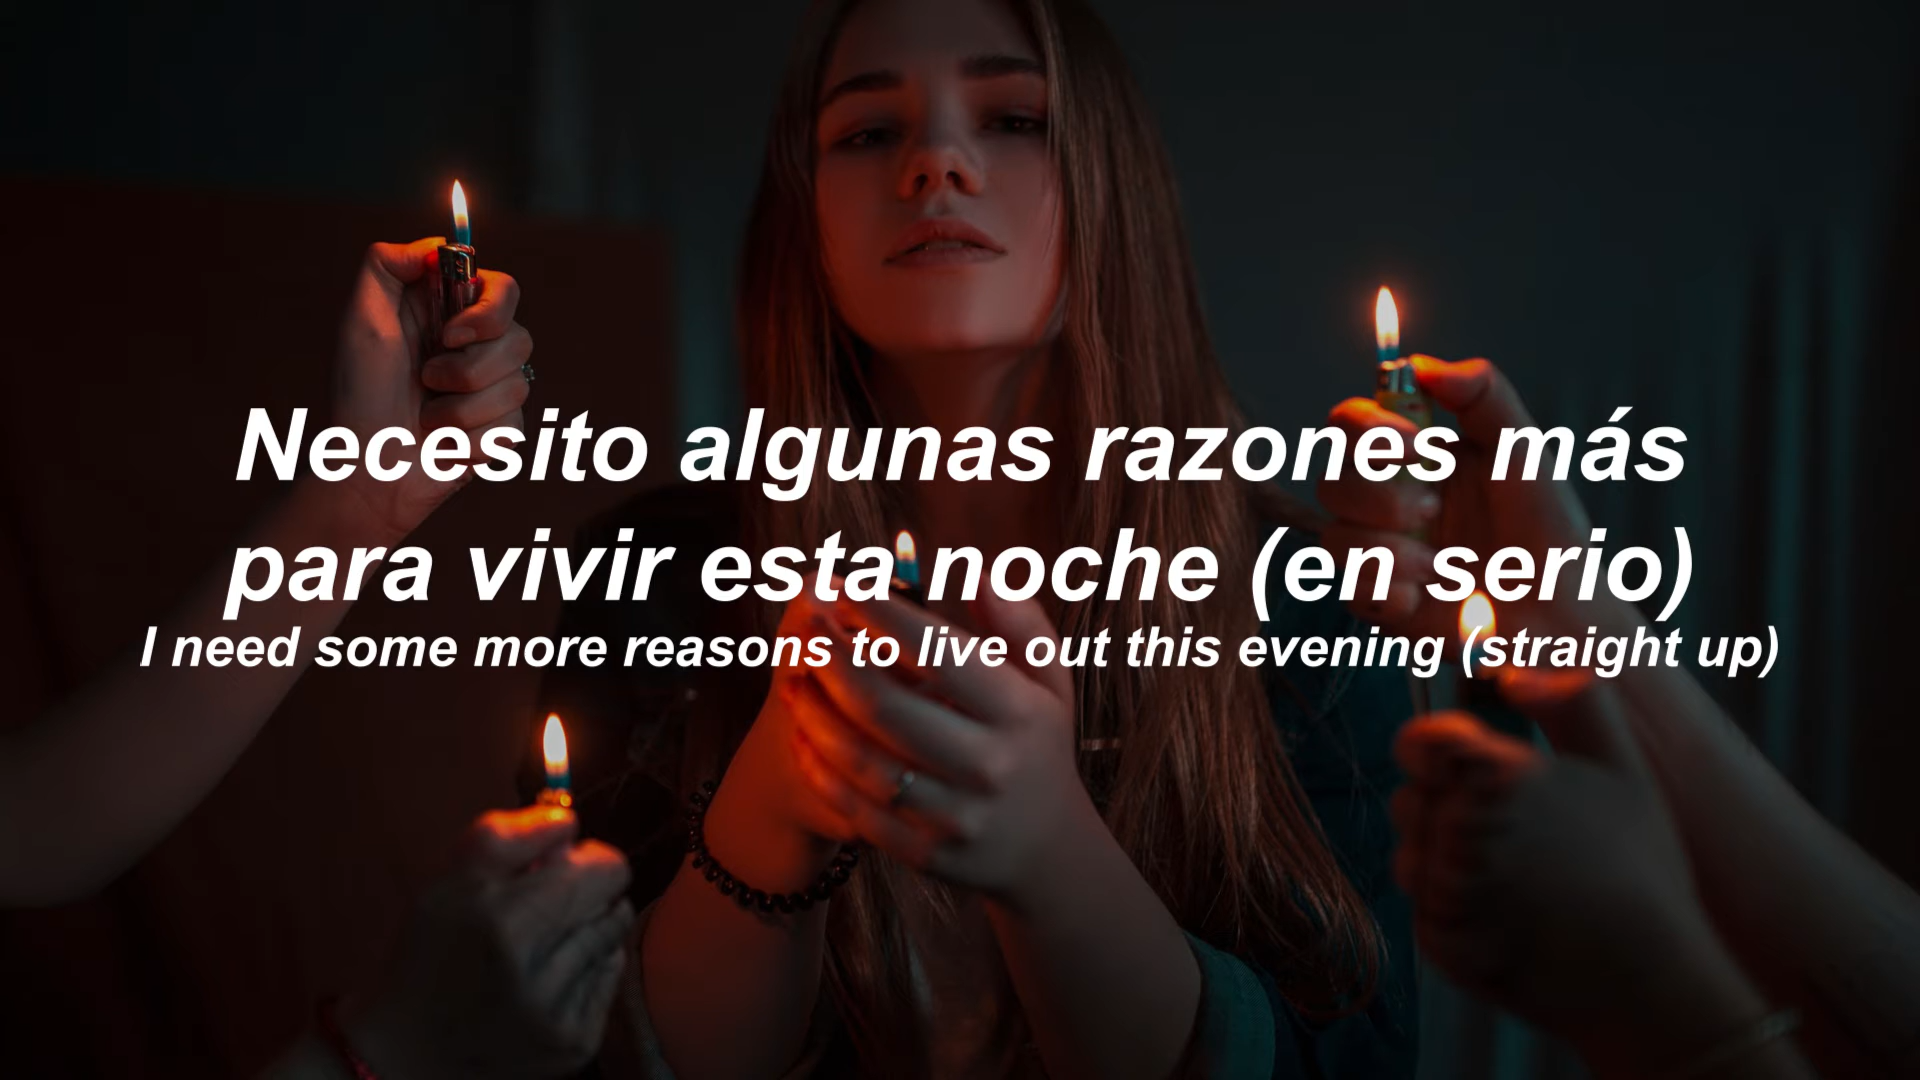 Necesito algunas razones más
para vivir esta noche (en serio)
I need some more reasons to live out this evening (straight up)